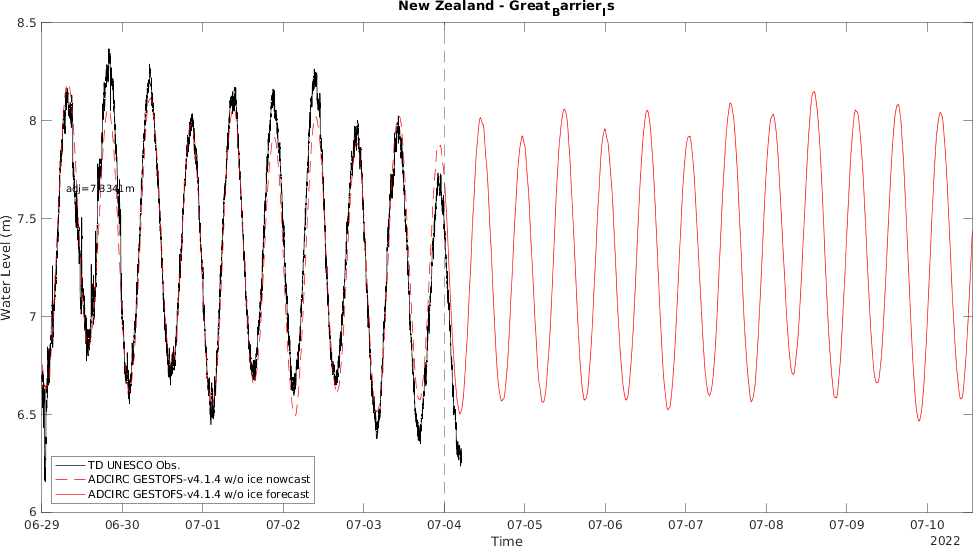 New Zealand - Great_Barrier_Is
8.5
8
7.5
7
6.5
6
Water Level (m)
adj=7.3341m
TD UNESCO Obs.
ADCIRC GESTOFS-v4.1.4 w/o ice nowcast
ADCIRC GESTOFS-v4.1.4 w/o ice forecast
06-29 06-30 07-01 07-02 07-03 07-04 07-05 07-06 07-07 07-08 07-09 07-10
Time
2022